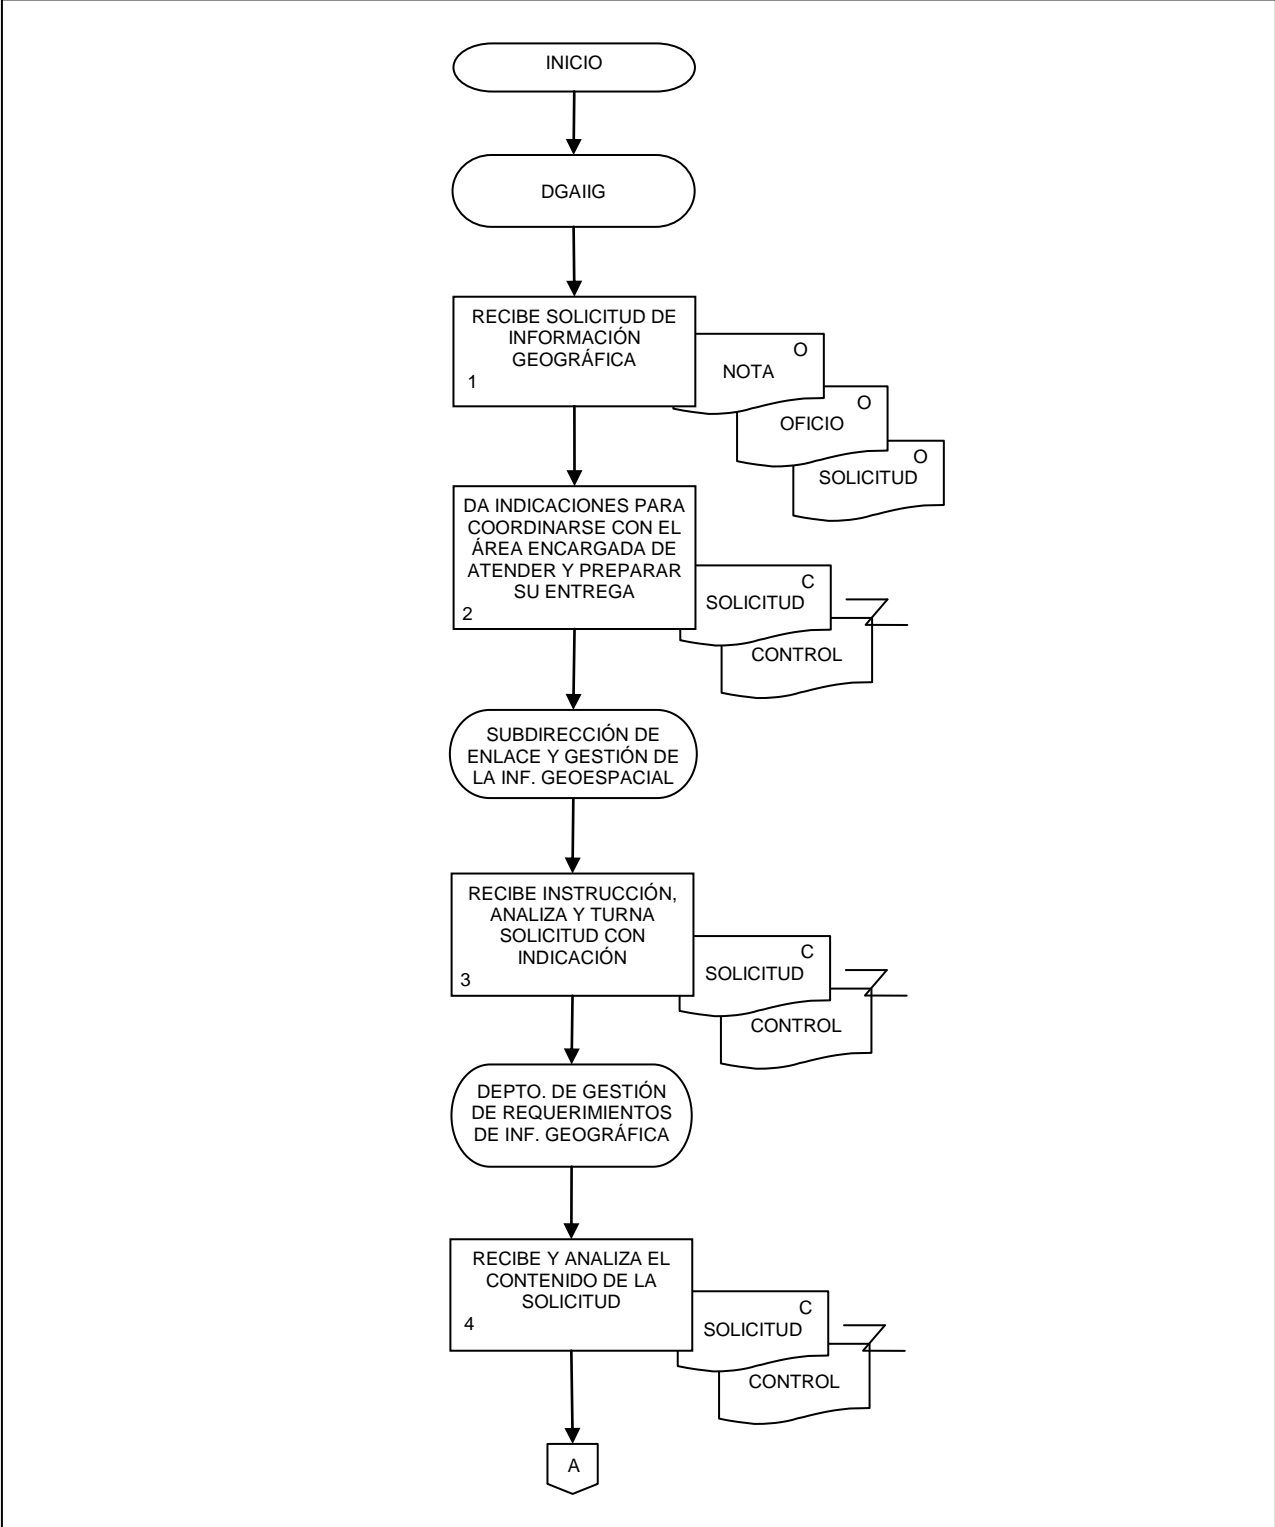 INICIO
DGAIIG
RECIBE SOLICITUD DE
INFORMACIÓN
GEOGRÁFICA
1
O
NOTA
O
OFICIO
O
SOLICITUD
DA INDICACIONES PARA
COORDINARSE CON EL
ÁREA ENCARGADA DE
ATENDER Y PREPARAR
SU ENTREGA
2
C
SOLICITUD
CONTROL
SUBDIRECCIÓN DE
ENLACE Y GESTIÓN DE
LA INF. GEOESPACIAL
RECIBE INSTRUCCIÓN,
ANALIZA Y TURNA
SOLICITUD CON
INDICACIÓN
3
C
SOLICITUD
CONTROL
DEPTO. DE GESTIÓN
DE REQUERIMIENTOS
DE INF. GEOGRÁFICA
RECIBE Y ANALIZA EL
CONTENIDO DE LA
SOLICITUD
4
C
SOLICITUD
CONTROL
A